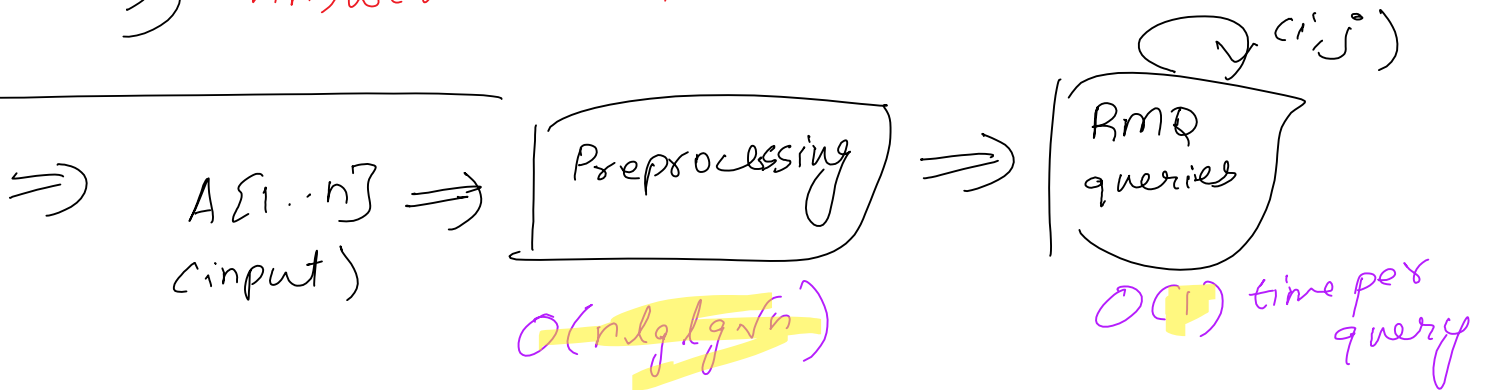 (i,j)
RMQ
queries
⇒ A[1..n] ⇒ Preprocessing ⇒
(input)
O(n lg lg √n)
O(1) time per
query